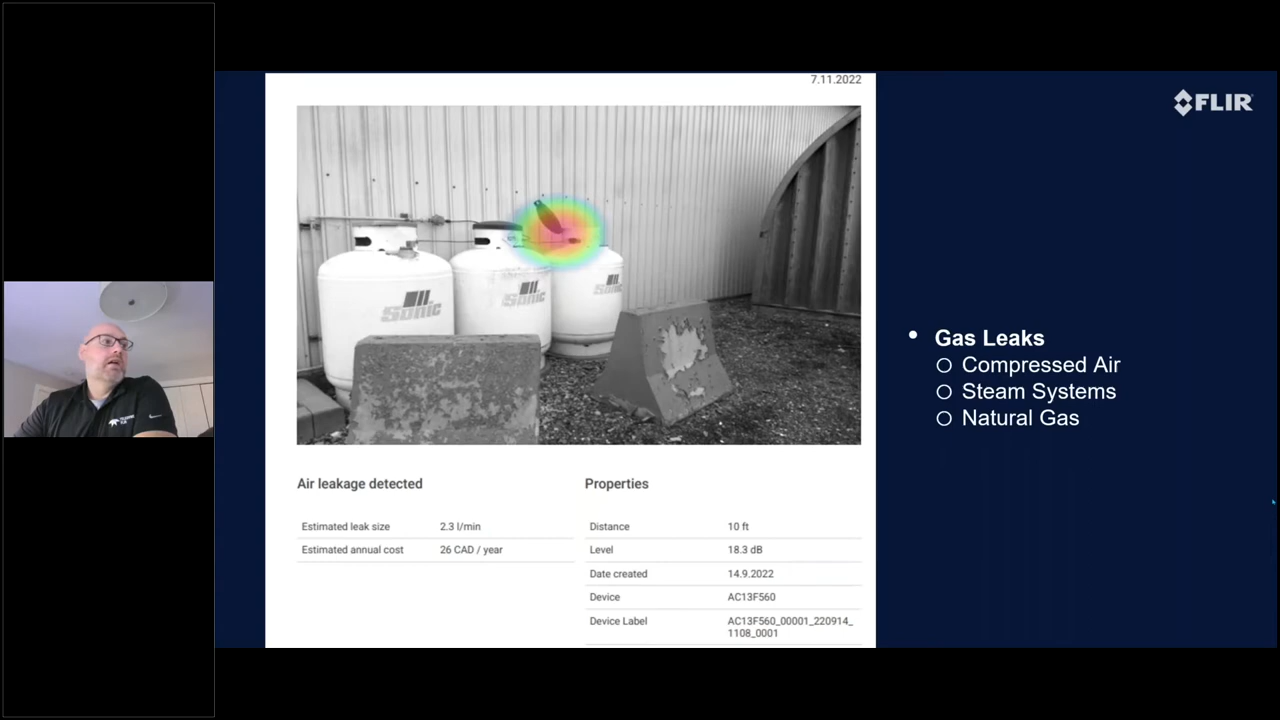 7.11.2022
FLIR
Sonic
Sonic
Sonic
Gas Leaks
Compressed Air
Steam Systems
Natural Gas
Air leakage detected
Estimated leak size 2.3 l/min
Estimated annual cost 26 CAD / year
Properties
Distance 10 ft
Level 18.3 dB
Date created 14.9.2022
Device AC13F560
Device Label AC13F560_00001_220914_
1108_0001